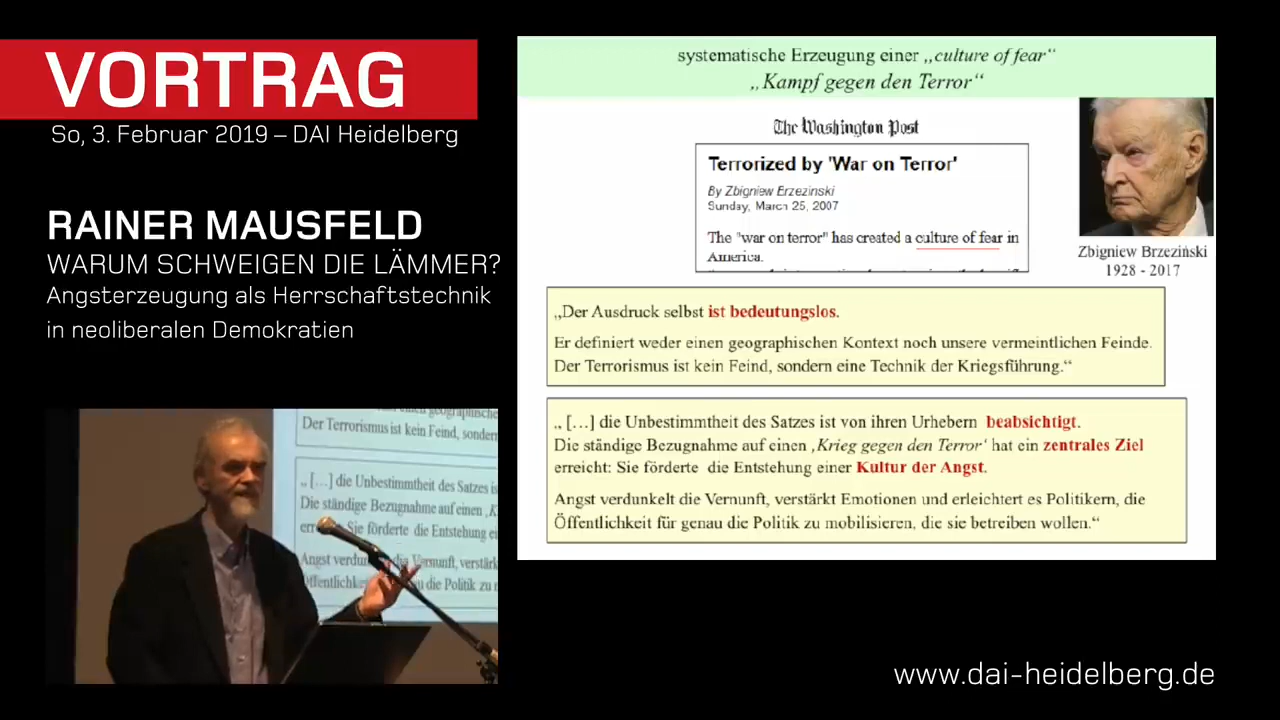 VORTRAG
So, 3. Februar 2019 – DAI Heidelberg
RAINER MAUSFELD
WARUM SCHWEIGEN DIE LÄMMER?
Angsterzeugung als Herrschaftstechnik
in neoliberalen Demokratien
systematische Erzeugung einer „culture of fear“
„Kampf gegen den Terror“
The Washington Post
Terrorized by 'War on Terror'
By Zbigniew Brzezinski
Sunday, March 25, 2007
The "war on terror" has created a culture of fear in
America.
Zbigniew Brzeziński
1928 - 2017
„Der Ausdruck selbst ist bedeutungslos.
Er definiert weder einen geographischen Kontext noch unsere vermeintlichen Feinde.
Der Terrorismus ist kein Feind, sondern eine Technik der Kriegsführung.“
„ […] die Unbestimmtheit des Satzes ist von ihren Urhebern beabsichtigt.
Die ständige Bezugnahme auf einen ‚Krieg gegen den Terror‘ hat ein zentrales Ziel
erreicht: Sie förderte die Entstehung einer Kultur der Angst.
Angst verdunkelt die Vernunft, verstärkt Emotionen und erleichtert es Politikern, die
Öffentlichkeit für genau die Politik zu mobilisieren, die sie betreiben wollen.“
Der Terrorismus ist kein Feind, sondern
„ […] die Unbestimmtheit des Satzes
Die ständige Bezugnahme auf einen
Sie förderte die Entstehung
Angst
Vernunft, verstärk
die Politik zu
www.dai-heidelberg.de